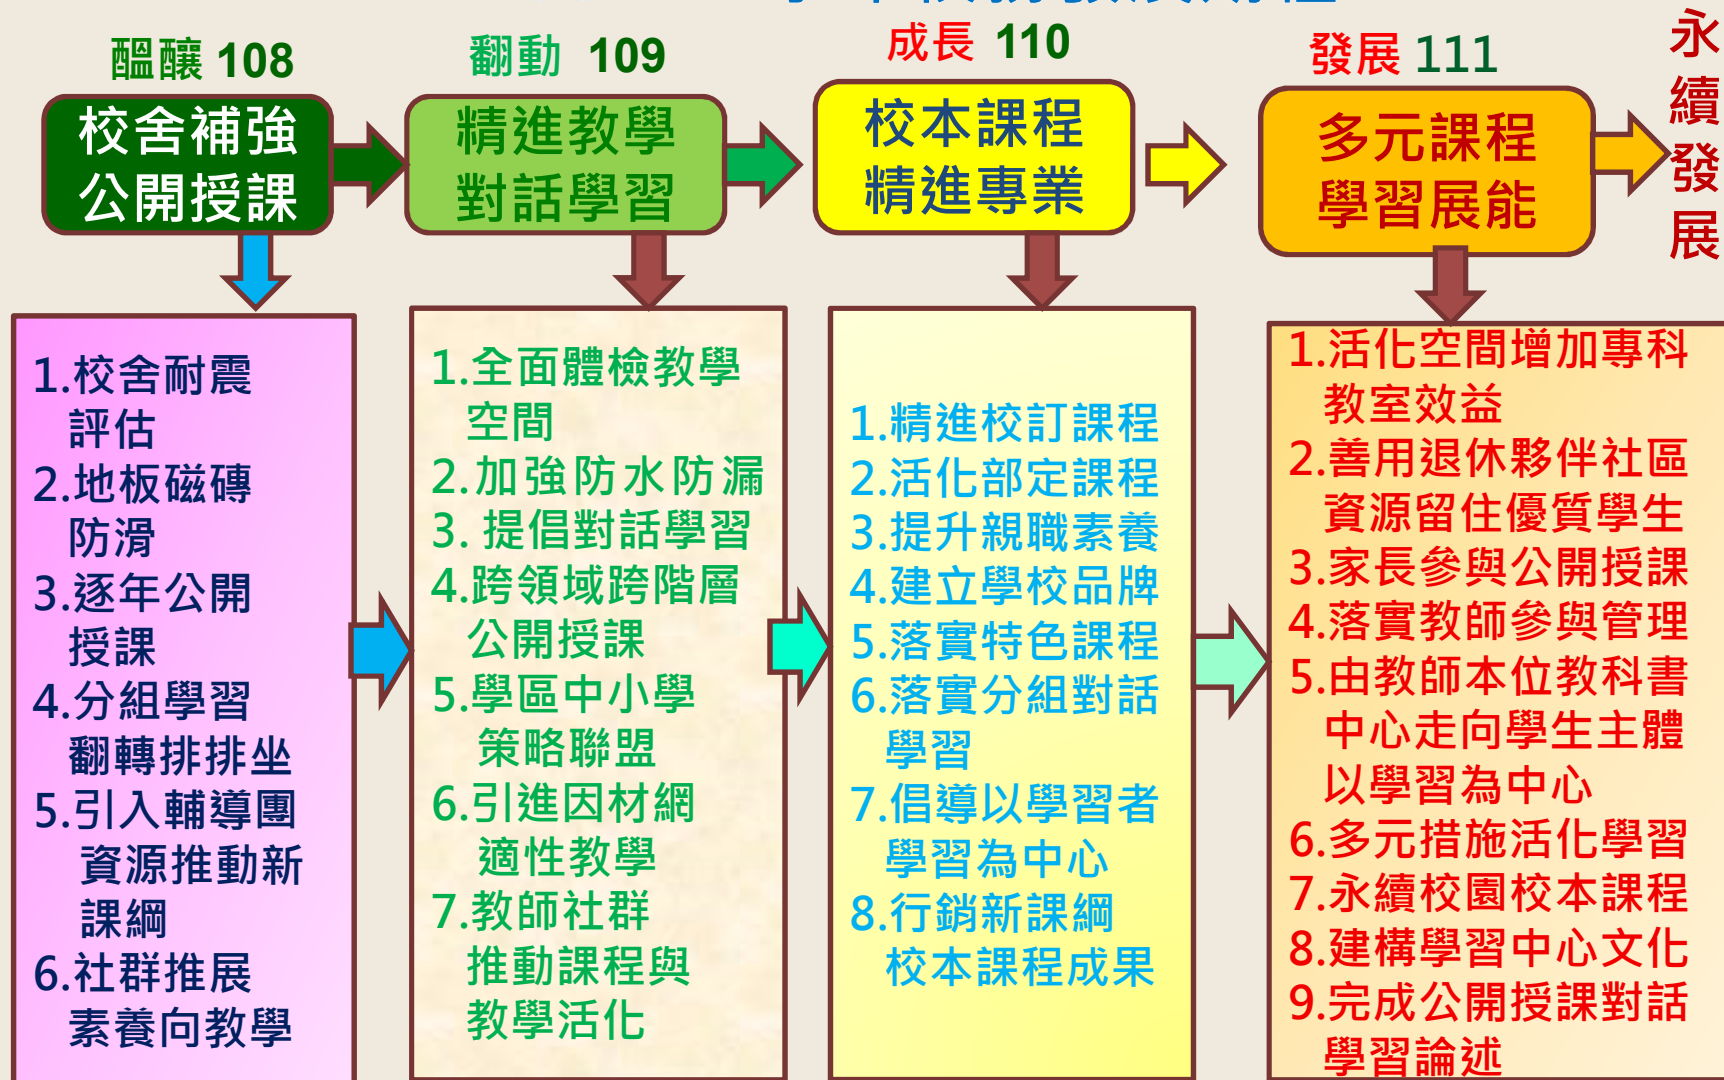 醞釀 108
校舍補強
公開授課
1.校舍耐震
評估
2.地板磁磚
防滑
3.逐年公開
授課
4.分組學習
翻轉排排坐
5.引入輔導團
資源推動新
課綱
6.社群推展
素養向教學
翻動 109
精進教學
對話學習
1.全面體檢教學
空間
2.加強防水防漏
3. 提倡對話學習
4.跨領域跨階層
公開授課
5.學區中小學
策略聯盟
6.引進因材網
適性教學
7.教師社群
推動課程與
教學活化
成長 110
校本課程
精進專業
1.精進校訂課程
2.活化部定課程
3.提升親職素養
4.建立學校品牌
5.落實特色課程
6.落實分組對話
學習
7.倡導以學習者
學習為中心
8.行銷新課綱
校本課程成果
發展 111
多元課程
學習展能
1.活化空間增加專科
教室效益
2.善用退休夥伴社區
資源留住優質學生
3.家長參與公開授課
4.落實教師參與管理
5.由教師本位教科書
中心走向學生主體
以學習為中心
6.多元措施活化學習
7.永續校園校本課程
8.建構學習中心文化
9.完成公開授課對話
學習論述
永續發展